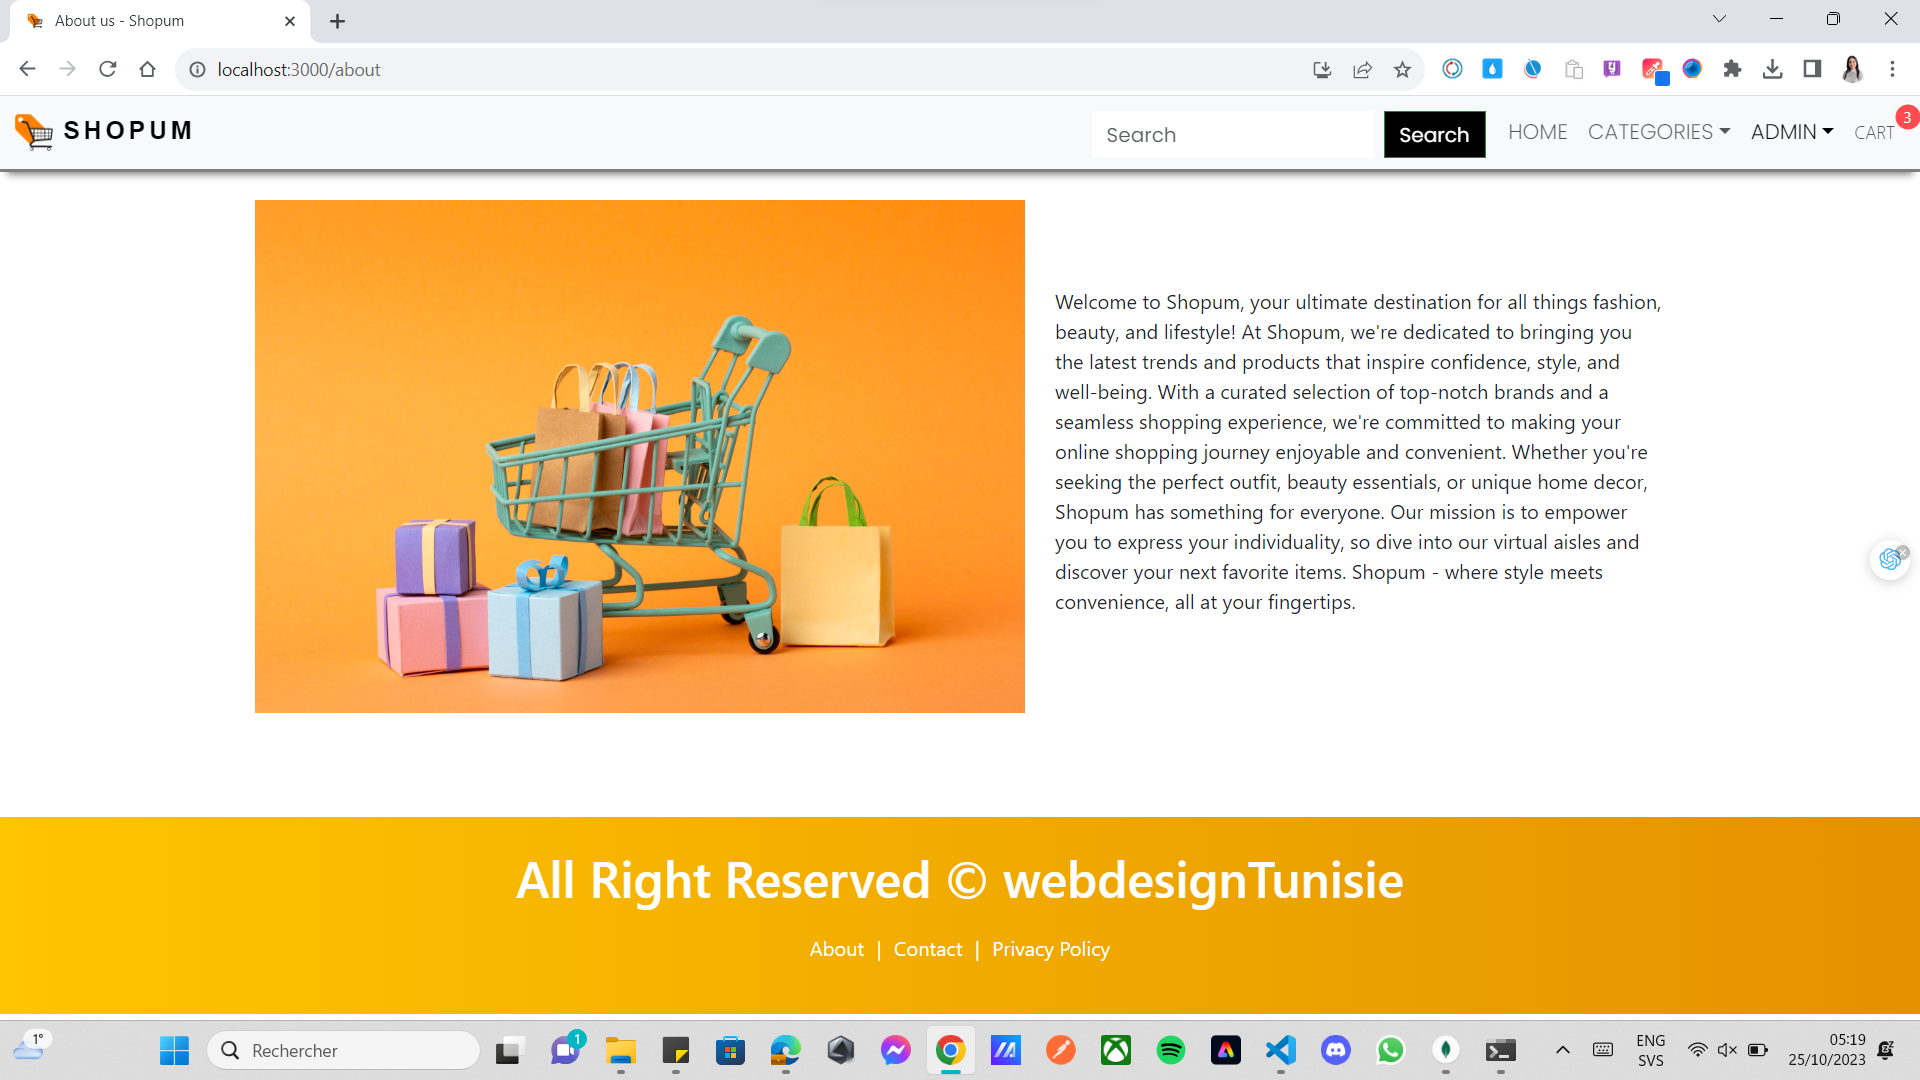 About us - Shopum
localhost:3000/about
SHOPUM
Search
Search
HOME
CATEGORIES
ADMIN
CART
3
Welcome to Shopum, your ultimate destination for all things fashion,
beauty, and lifestyle! At Shopum, we're dedicated to bringing you
the latest trends and products that inspire confidence, style, and
well-being. With a curated selection of top-notch brands and a
seamless shopping experience, we're committed to making your
online shopping journey enjoyable and convenient. Whether you're
seeking the perfect outfit, beauty essentials, or unique home decor,
Shopum has something for everyone. Our mission is to empower
you to express your individuality, so dive into our virtual aisles and
discover your next favorite items. Shopum - where style meets
convenience, all at your fingertips.
All Right Reserved © webdesignTunisie
About | Contact | Privacy Policy
1°
Rechercher
1
ENG
SVS
05:19
25/10/2023